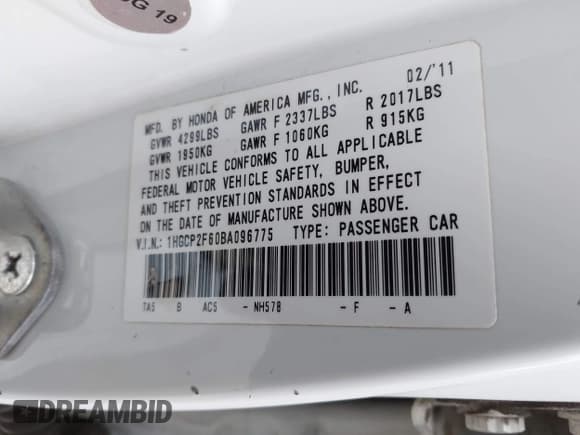 G 19
MFD. BY HONDA OF AMERICA MFG., INC. 02/'11
GVWR 4299LBS GAWR F 2337LBS R 2017LBS
GVWR 1950KG GAWR F 1060KG R 915KG
THIS VEHICLE CONFORMS TO ALL APPLICABLE
FEDERAL MOTOR VEHICLE SAFETY, BUMPER,
AND THEFT PREVENTION STANDARDS IN EFFECT
ON THE DATE OF MANUFACTURE SHOWN ABOVE.
V.I.N.: 1HGCP2F60BA096775 TYPE: PASSENGER CAR
TA5 B AC5 - NH578 - F - A
DREAMBID